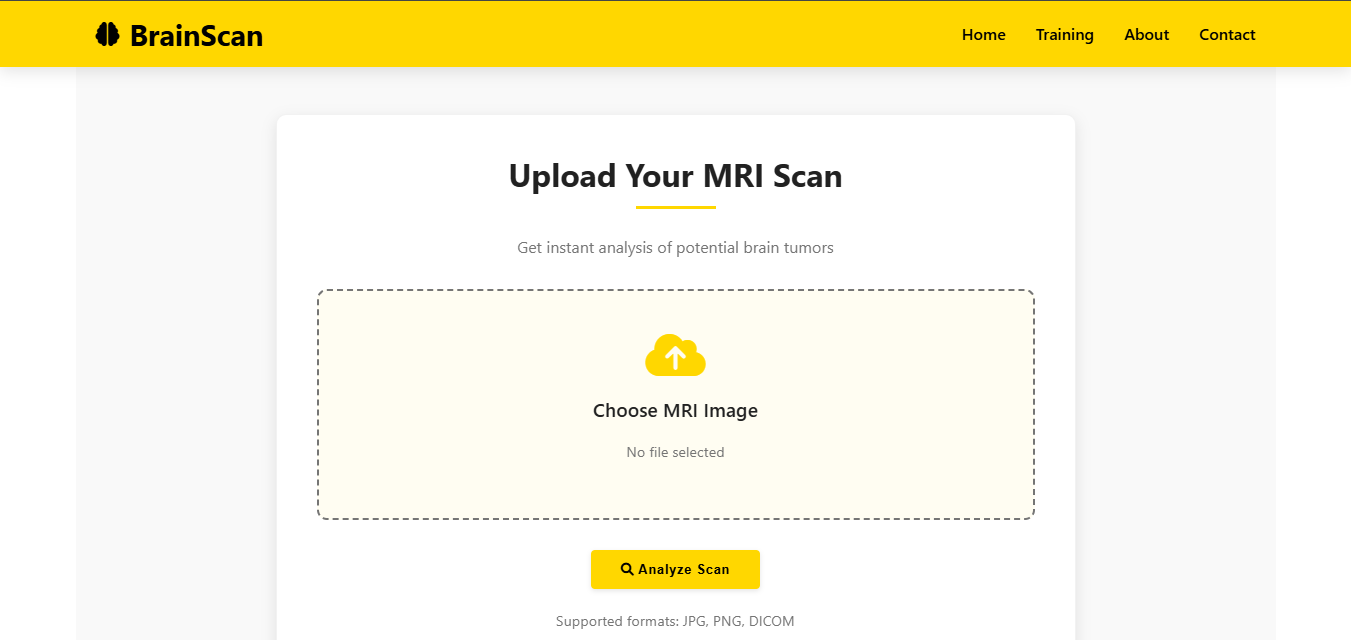 BrainScan
Home Training About Contact
Upload Your MRI Scan
Get instant analysis of potential brain tumors
Choose MRI Image
No file selected
Analyze Scan
Supported formats: JPG, PNG, DICOM